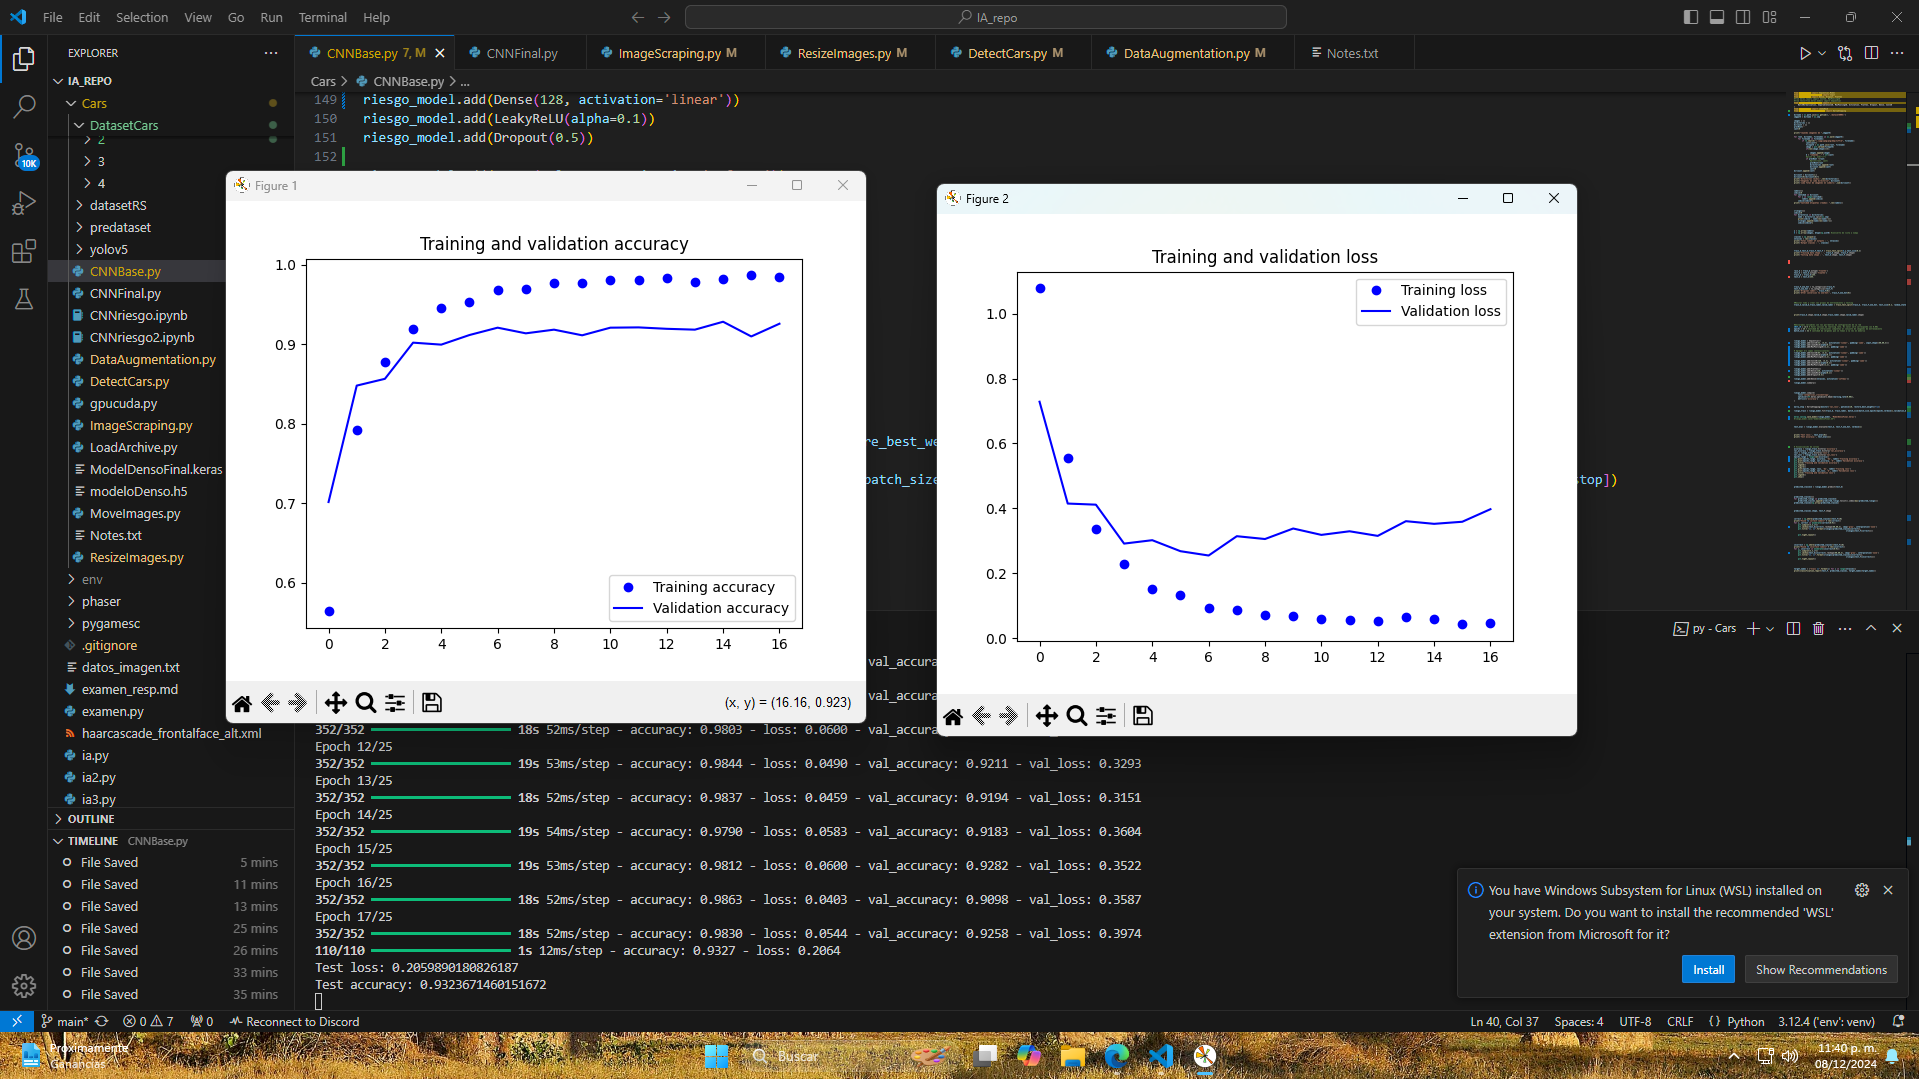 File Edit Selection View Go Run Terminal Help
IA_repo
EXPLORER
IA_REPO
Cars
DatasetCars
2
3
4
datasetRS
predataset
yolov5
CNNBase.py
CNNFinal.py
CNNriesgo.ipynb
CNNriesgo2.ipynb
DataAugmentation.py
DetectCars.py
gpucuda.py
ImageScraping.py
LoadArchive.py
ModelDensoFinal.keras
modeloDenso.h5
MoveImages.py
Notes.txt
ResizeImages.py
env
phaser
pygamesc
.gitignore
datos_imagen.txt
examen_resp.md
examen.py
haarcascade_frontalface_alt.xml
ia.py
ia2.py
ia3.py
OUTLINE
TIMELINE CNNBase.py
File Saved 5 mins
File Saved 11 mins
File Saved 13 mins
File Saved 25 mins
File Saved 26 mins
File Saved 33 mins
File Saved 35 mins
10K
CNNBase.py 7, M CNNFinal.py ImageScraping.py M ResizeImages.py M DetectCars.py M DataAugmentation.py M Notes.txt
Cars > CNNBase.py > ...
149 riesgo_model.add(Dense(128, activation='linear'))
150 riesgo_model.add(LeakyReLU(alpha=0.1))
151 riesgo_model.add(Dropout(0.5))
152
re_best_we
batch_size
stop])
Figure 1
Training and validation accuracy
1.0
0.9
0.8
0.7
0.6
0 2 4 6 8 10 12 14 16
Training accuracy
Validation accuracy
(x, y) = (16.16, 0.923)
Figure 2
Training and validation loss
1.0
0.8
0.6
0.4
0.2
0.0
0 2 4 6 8 10 12 14 16
Training loss
Validation loss
py - Cars
val_accura
val_accura
352/352 18s 52ms/step - accuracy: 0.9803 - loss: 0.0600 - val_accuracy
Epoch 12/25
352/352 19s 53ms/step - accuracy: 0.9844 - loss: 0.0490 - val_accuracy: 0.9211 - val_loss: 0.3293
Epoch 13/25
352/352 18s 52ms/step - accuracy: 0.9837 - loss: 0.0459 - val_accuracy: 0.9194 - val_loss: 0.3151
Epoch 14/25
352/352 19s 54ms/step - accuracy: 0.9790 - loss: 0.0583 - val_accuracy: 0.9183 - val_loss: 0.3604
Epoch 15/25
352/352 19s 53ms/step - accuracy: 0.9812 - loss: 0.0600 - val_accuracy: 0.9282 - val_loss: 0.3522
Epoch 16/25
352/352 18s 52ms/step - accuracy: 0.9863 - loss: 0.0403 - val_accuracy: 0.9098 - val_loss: 0.3587
Epoch 17/25
352/352 18s 52ms/step - accuracy: 0.9830 - loss: 0.0544 - val_accuracy: 0.9258 - val_loss: 0.3974
110/110 1s 12ms/step - accuracy: 0.9327 - loss: 0.2064
Test loss: 0.2059890180826187
Test accuracy: 0.9323671460151672
You have Windows Subsystem for Linux (WSL) installed on
your system. Do you want to install the recommended 'WSL'
extension from Microsoft for it?
Install Show Recommendations
main* 0 7 0 Reconnect to Discord
Ln 40, Col 37 Spaces: 4 UTF-8 CRLF {} Python 3.12.4 ('env': venv)
Próximamente
Ganancias
Buscar
11:40 p. m.
08/12/2024